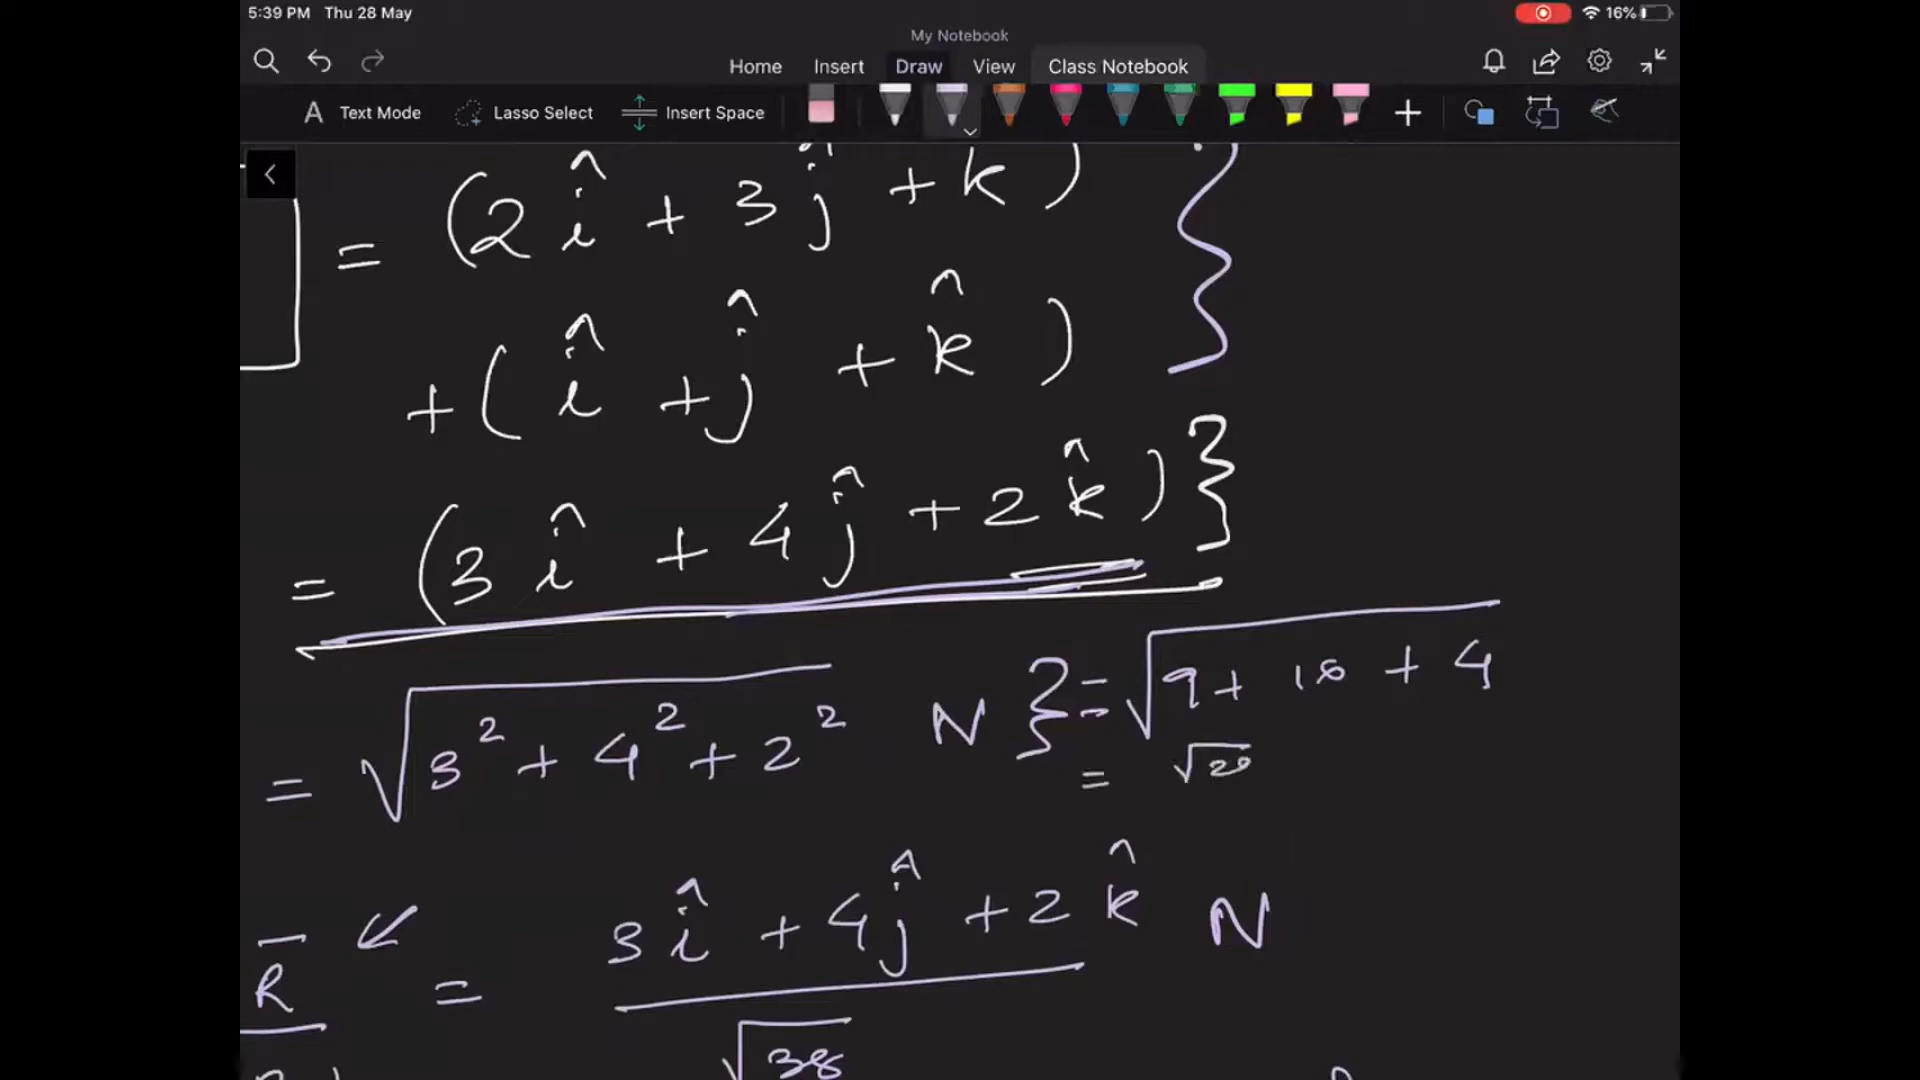 5:39 PM Thu 28 May 16%
My Notebook
Home Insert Draw View Class Notebook
A Text Mode Lasso Select Insert Space
= (2î + 3ĵ + k)
+ (î + ĵ + k̂)
= (3î + 4ĵ + 2k̂)}
= √3² + 4² + 2² N } = √9 + 16 + 4
= √20
R̅ = 3î + 4ĵ + 2k̂ N
√38